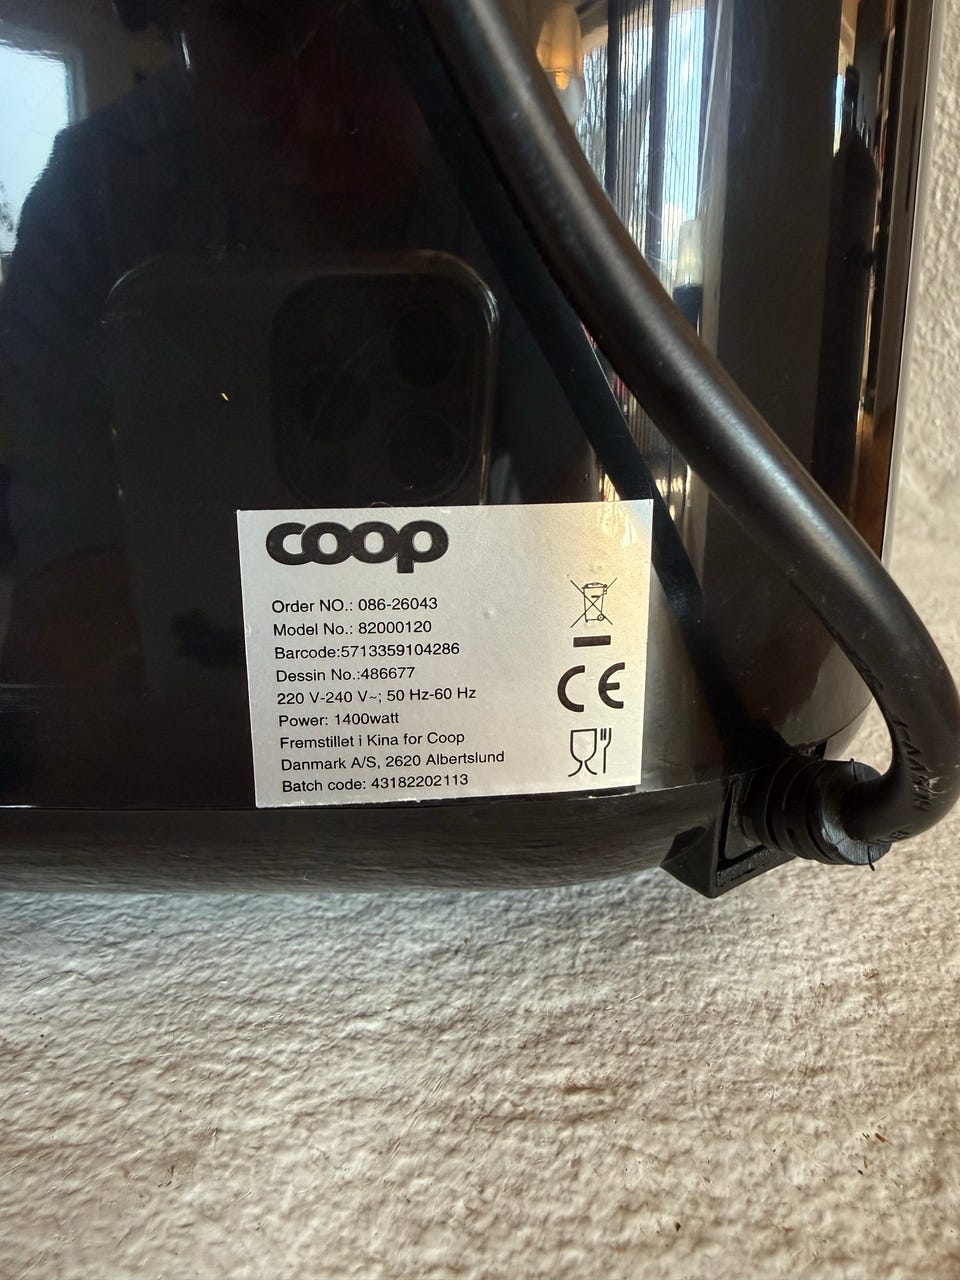 coop
Order NO.: 086-26043
Model No.: 82000120
Barcode:5713359104286
Dessin No.:486677
220 V-240 V~; 50 Hz-60 Hz
Power: 1400watt
Fremstillet i Kina for Coop
Danmark A/S, 2620 Albertslund
Batch code: 43182202113
CE